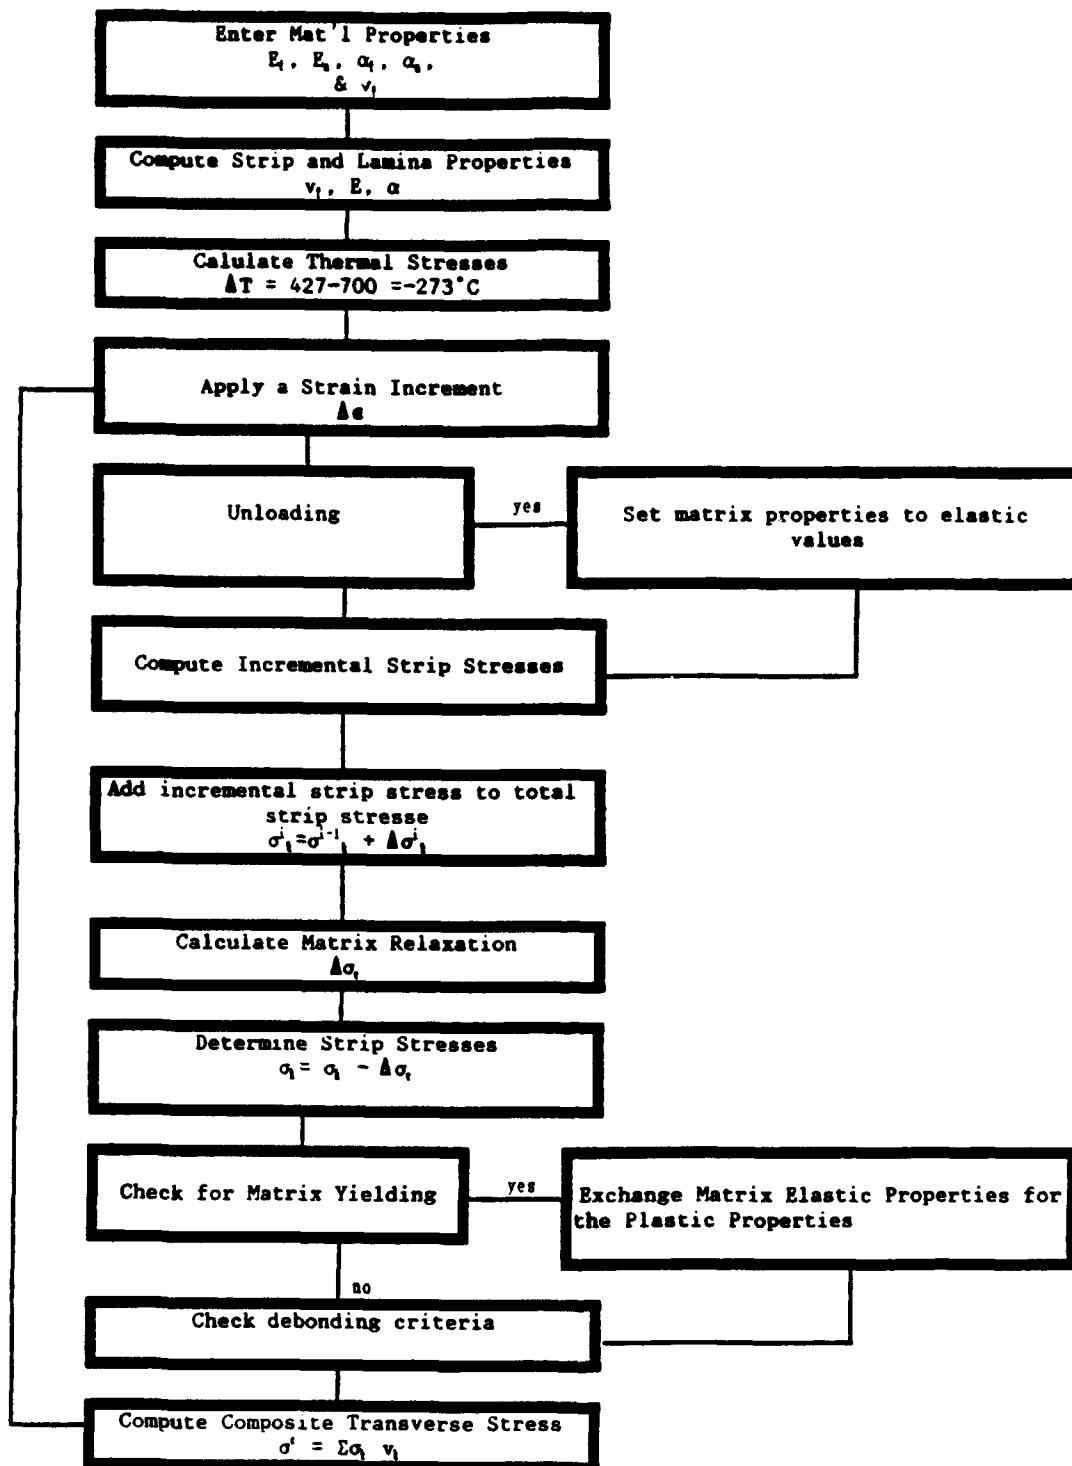 Enter Mat'l Properties
E_f, E_m, α_f, α_m,
& v_f
Compute Strip and Lamina Properties
v_f, E, α
Calulate Thermal Stresses
ΔT = 427-700 =-273°C
Apply a Strain Increment
Δε
Unloading
yes
Set matrix properties to elastic
values
Compute Incremental Strip Stresses
Add incremental strip stress to total
strip stresse
σ^i_i=σ^i-1_i + Δσ^i_i
Calculate Matrix Relaxation
Δσ_r
Determine Strip Stresses
σ_i= σ_i - Δσ_r
Check for Matrix Yielding
yes
Exchange Matrix Elastic Properties for
the Plastic Properties
no
Check debonding criteria
Compute Composite Transverse Stress
σ^t = Σσ_i v_i